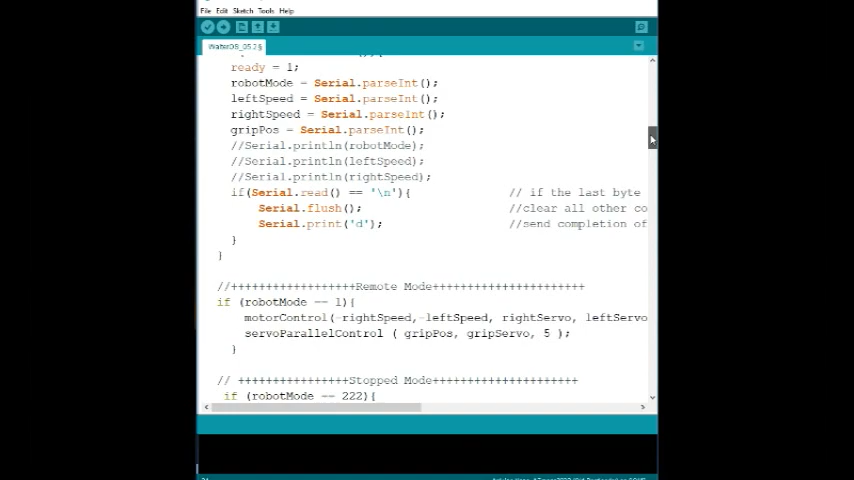 File Edit Sketch Tools Help
WaterOS_05.2§
ready = 1;
robotMode = Serial.parseInt();
leftSpeed = Serial.parseInt();
rightSpeed = Serial.parseInt();
gripPos = Serial.parseInt();
//Serial.println(robotMode);
//Serial.println(leftSpeed);
//Serial.println(rightSpeed);
if(Serial.read() == '\n'){ // if the last byte
Serial.flush(); //clear all other co
Serial.print('d'); //send completion of
}
}
//++++++++++++++++++Remote Mode++++++++++++++++++++++
if (robotMode == 1){
motorControl(-rightSpeed,-leftSpeed, rightServo, leftServo
servoParallelControl ( gripPos, gripServo, 5 );
}
// ++++++++++++++++Stopped Mode+++++++++++++++++++++
if (robotMode == 222){